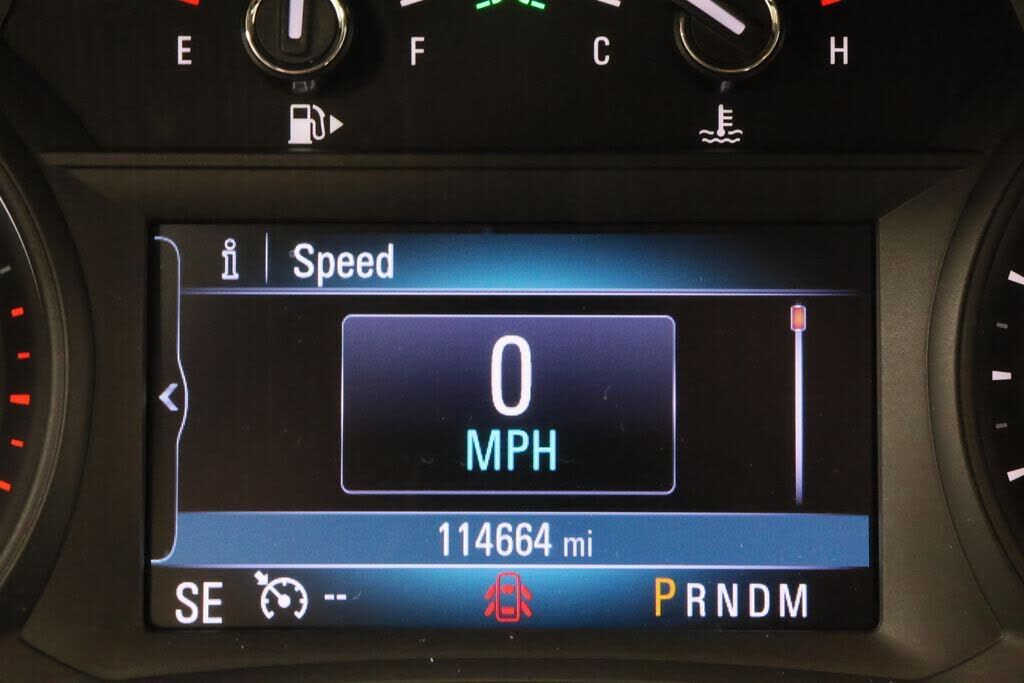 E F C H
i Speed
0
MPH
114664 mi
SE -- PRNDM